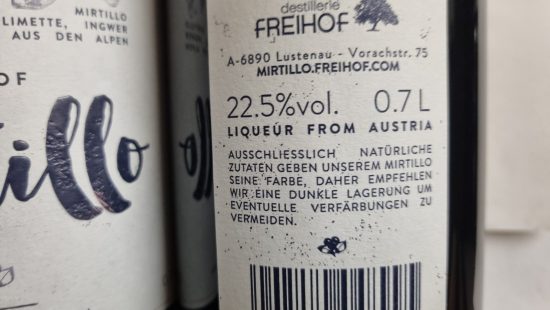 MIRTILLO
LIMETTE, INGWER
AUS DEN ALPEN
OF
illo
destillerie
FREIHOF
A-6890 Lustenau - Vorachstr. 75
MIRTILLO.FREIHOF.COM
22.5%vol. 0.7 L
LIQUEUR FROM AUSTRIA
AUSSCHLIESSLICH NATÜRLICHE
ZUTATEN GEBEN UNSEREM MIRTILLO
SEINE FARBE, DAHER EMPFEHLEN
WIR EINE DUNKLE LAGERUNG UM
EVENTUELLE VERFÄRBUNGEN ZU
VERMEIDEN.